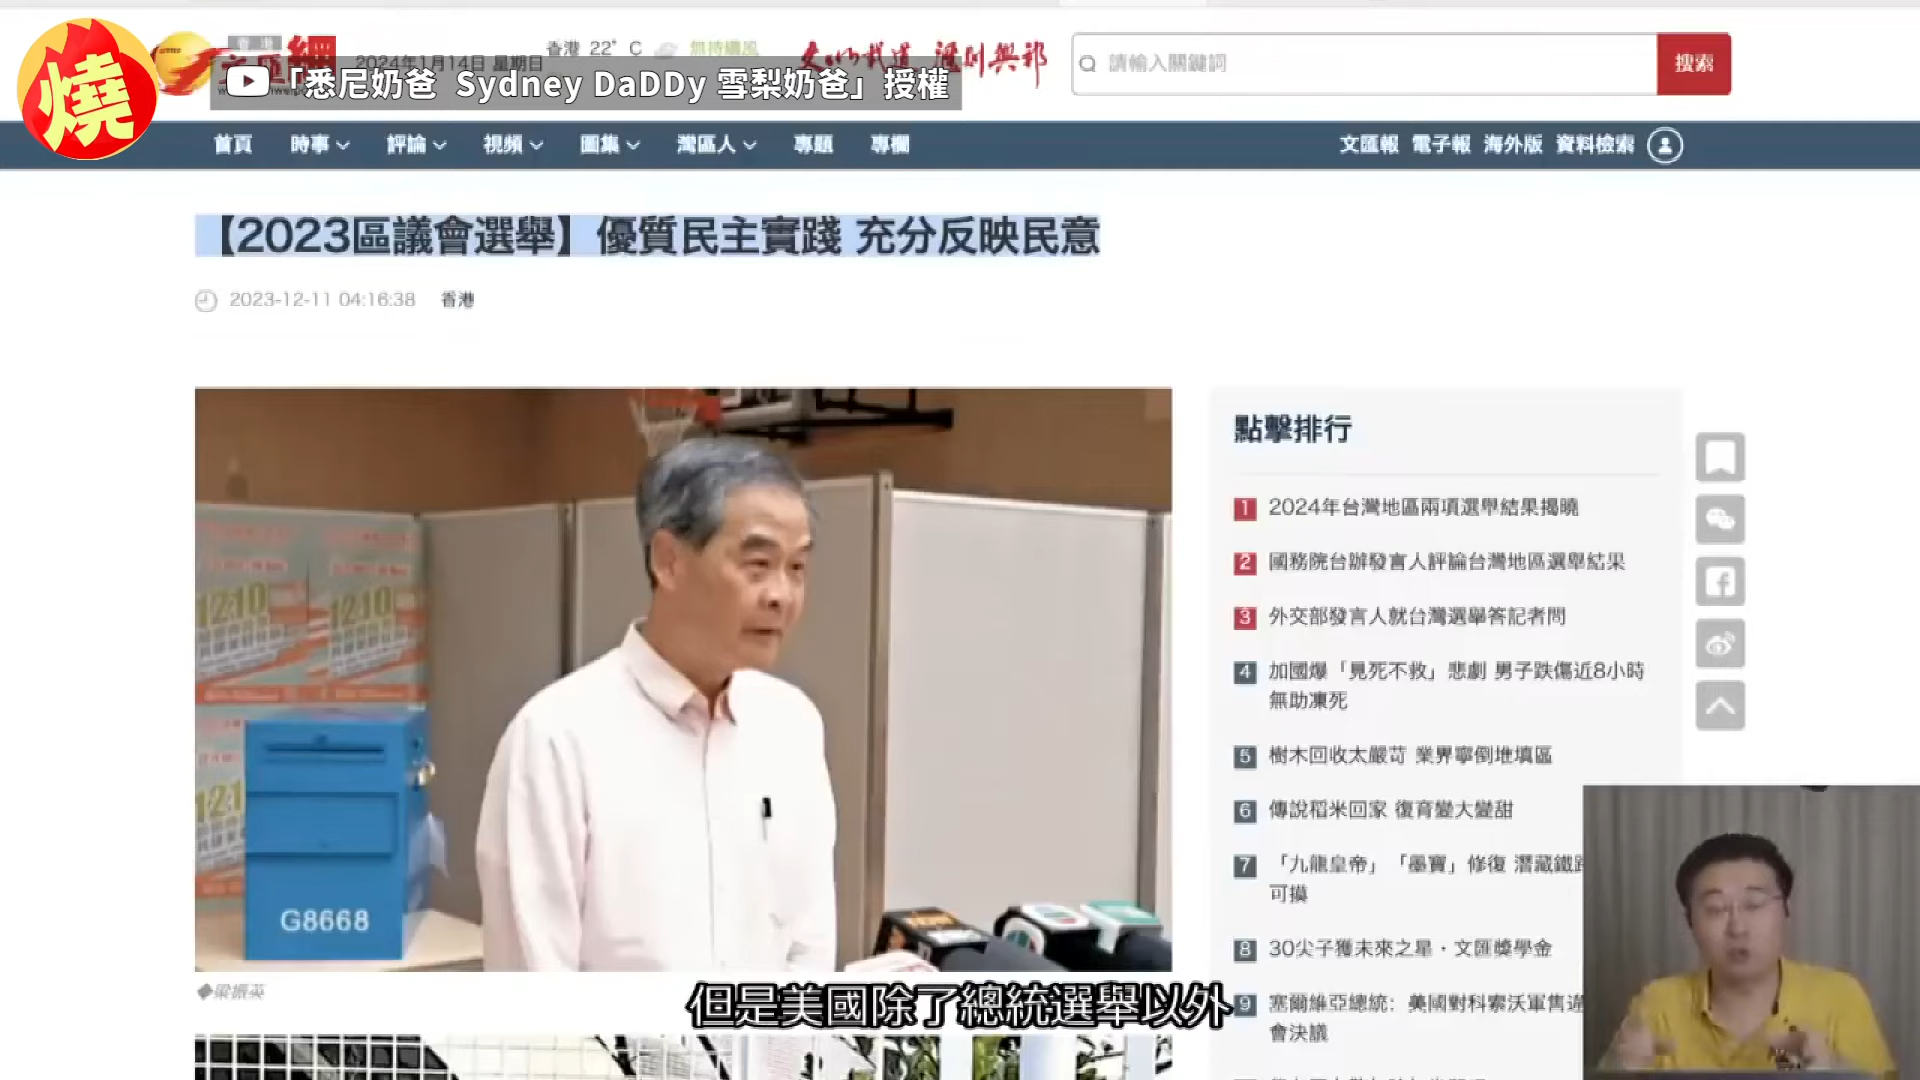 燒
2024年1月14日 星期日
香港 22°C
「悉尼奶爸 Sydney DaDDy 雪梨奶爸」授權
請輸入關鍵詞
搜索
首頁 時事 評論 視頻 圖集 灣區人 專題 專欄
文匯報 電子報 海外版 資料檢索
【2023區議會選舉】優質民主實踐 充分反映民意
2023-12-11 04:16:38 香港
1210
1210
G8668
◆梁振英
點擊排行
1 2024年台灣地區兩項選舉結果揭曉
2 國務院台辦發言人評論台灣地區選舉結果
3 外交部發言人就台灣選舉答記者問
4 加國爆「見死不救」悲劇 男子跌傷近8小時
無助凍死
5 樹木回收太嚴苛 業界寧倒堆填區
6 傳說稻米回家 復育變大變甜
7 「九龍皇帝」「墨寶」修復 潛藏鐵
可摸
8 30尖子獲未來之星·文匯獎學金
9 塞爾維亞總統：美國對科索沃軍售違
會決議
但是美國除了總統選舉以外